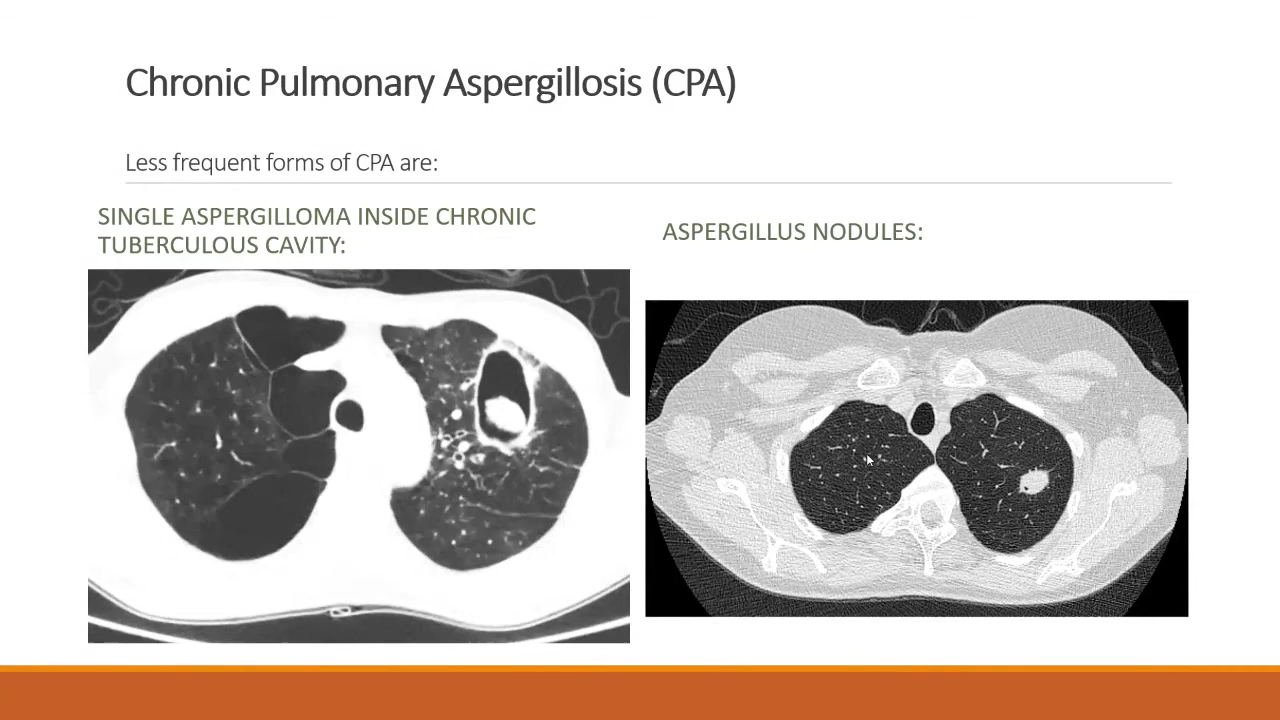 Chronic Pulmonary Aspergillosis (CPA)
Less frequent forms of CPA are:
SINGLE ASPERGILLOMA INSIDE CHRONIC
TUBERCULOUS CAVITY:
ASPERGILLUS NODULES: